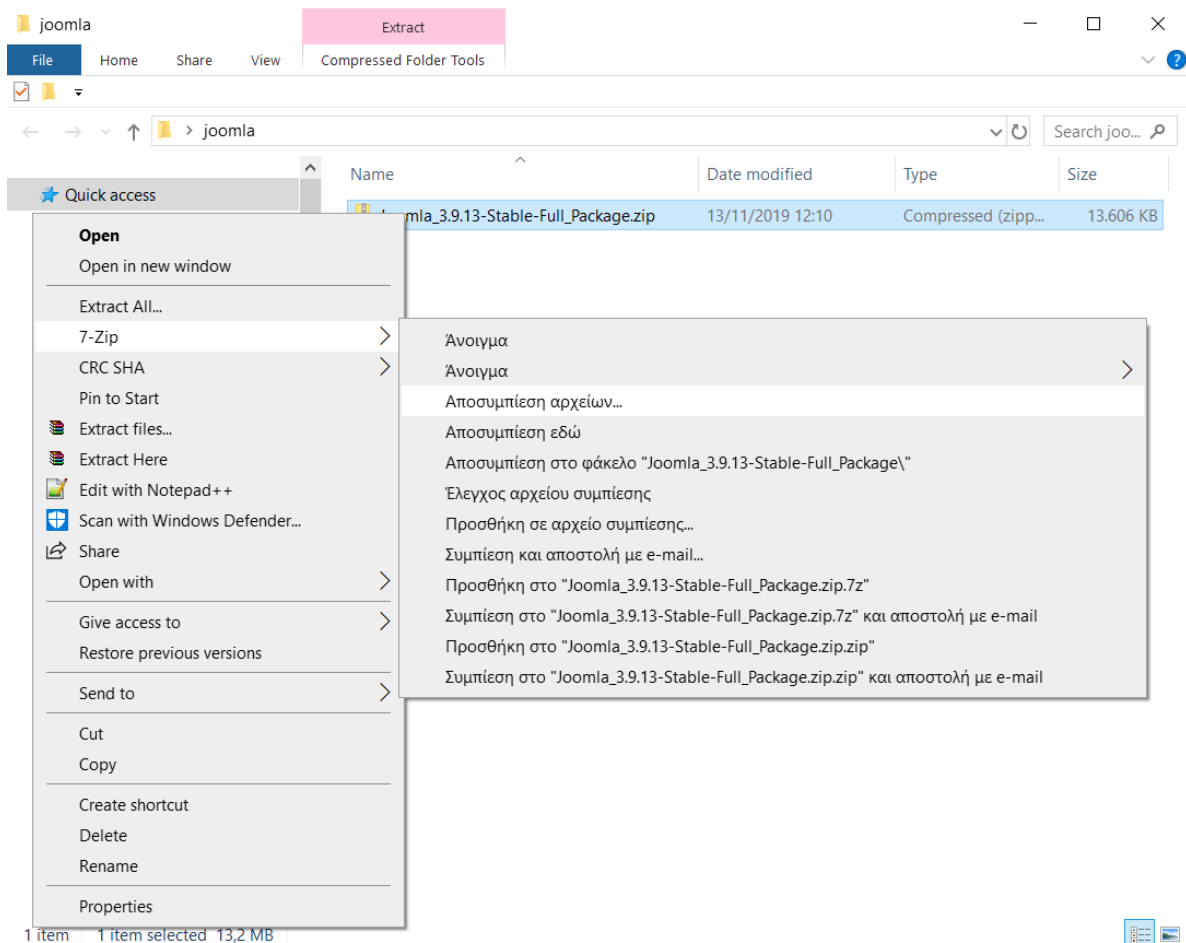 joomla
Extract
File Home Share View Compressed Folder Tools
joomla
Search joo...
Name Date modified Type Size
Quick access
mla_3.9.13-Stable-Full_Package.zip 13/11/2019 12:10 Compressed (zipp... 13.606 KB
Open
Open in new window
Extract All...
7-Zip
CRC SHA
Pin to Start
Extract files...
Extract Here
Edit with Notepad++
Scan with Windows Defender...
Share
Open with
Give access to
Restore previous versions
Send to
Cut
Copy
Create shortcut
Delete
Rename
Properties
Άνοιγμα
Άνοιγμα
Αποσυμπίεση αρχείων...
Αποσυμπίεση εδώ
Αποσυμπίεση στο φάκελο "Joomla_3.9.13-Stable-Full_Package\"
Έλεγχος αρχείου συμπίεσης
Προσθήκη σε αρχείο συμπίεσης...
Συμπίεση και αποστολή με e-mail...
Προσθήκη στο "Joomla_3.9.13-Stable-Full_Package.zip.7z"
Συμπίεση στο "Joomla_3.9.13-Stable-Full_Package.zip.7z" και αποστολή με e-mail
Προσθήκη στο "Joomla_3.9.13-Stable-Full_Package.zip.zip"
Συμπίεση στο "Joomla_3.9.13-Stable-Full_Package.zip.zip" και αποστολή με e-mail
1 item 1 item selected 13,2 MB